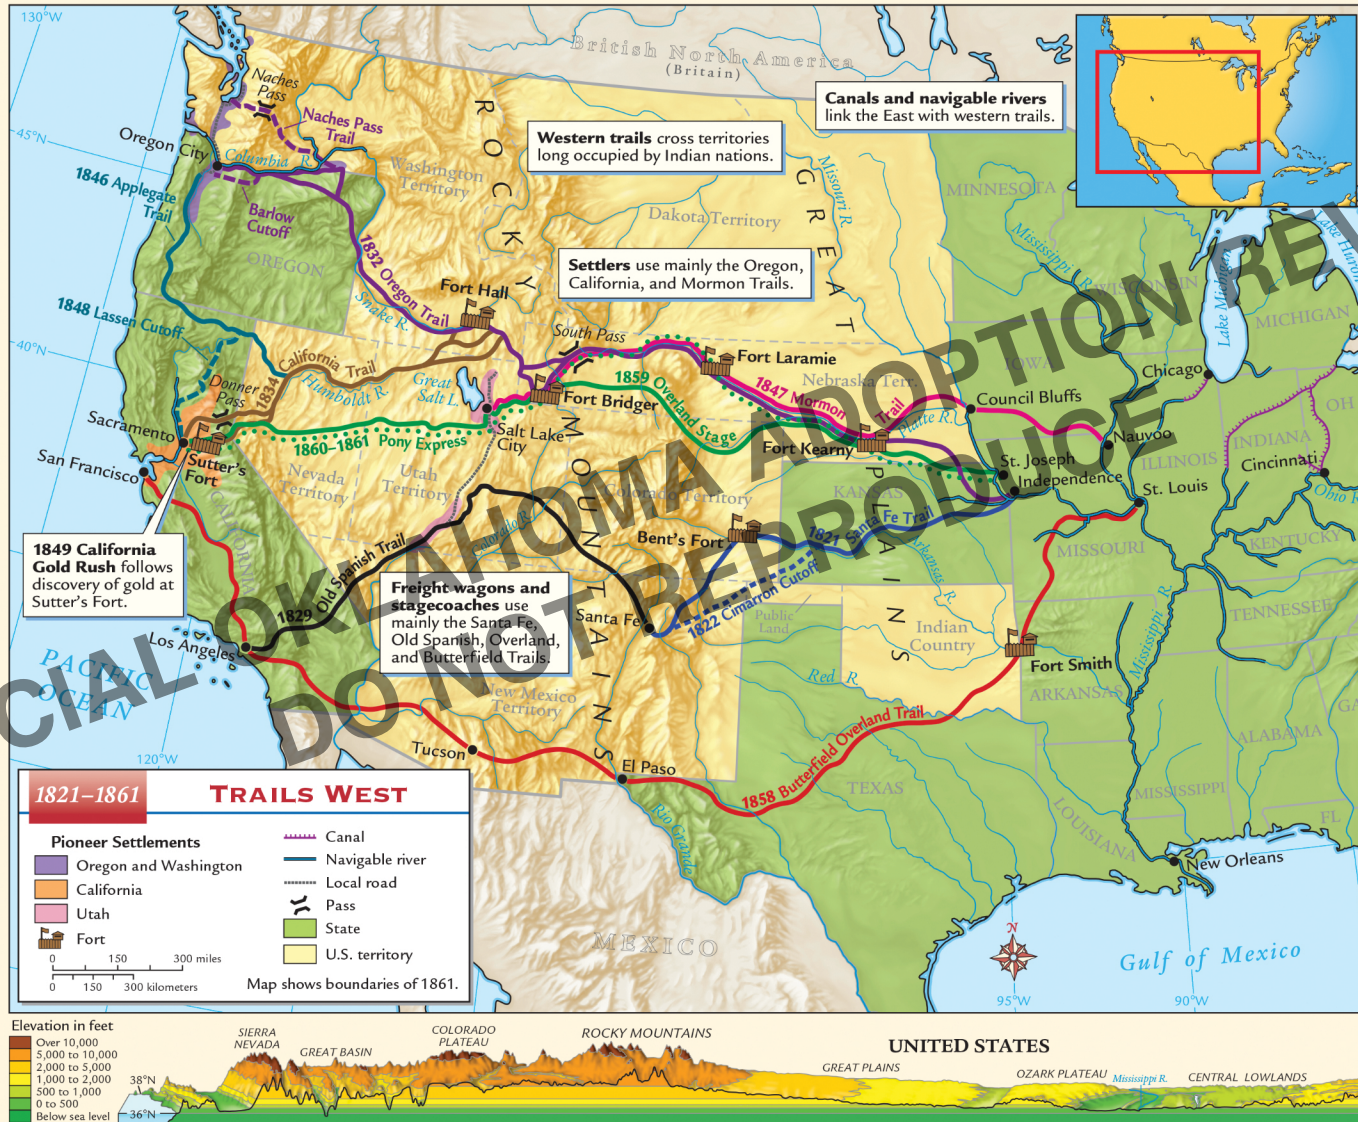 130°W
45°N
40°N
120°W
95°W
90°W
British North America
(Britain)
Canals and navigable rivers
link the East with western trails.
Western trails cross territories
long occupied by Indian nations.
Settlers use mainly the Oregon,
California, and Mormon Trails.
Naches
Pass
Naches Pass
Trail
Oregon City
Columbia R.
1846 Applegate
Trail
Barlow
Cutoff
Washington
Territory
OREGON
ROCKY MOUNTAINS
GREAT PLAINS
Dakota Territory
Missouri R.
MINNESOTA
Mississippi R.
WISCONSIN
Lake Michigan
Lake Huron
MICHIGAN
1832 Oregon Trail
Snake R.
Fort Hall
1848 Lassen Cutoff
South Pass
Fort Laramie
1841 California Trail
Humboldt R.
Great
Salt L.
Donner
Pass
1859 Overland Stage
1847 Mormon Trail
Nebraska Terr.
IOWA
Chicago
OH
Fort Bridger
Council Bluffs
Platte R.
Sacramento
1860–1861 Pony Express
Salt Lake
City
Fort Kearny
Nauvoo
INDIANA
ILLINOIS
Cincinnati
San Francisco
Sutter's
Fort
Nevada
Territory
Utah
Territory
St. Joseph
Independence
St. Louis
Ohio R.
CALIFORNIA
Colorado Territory
KANSAS
Colorado R.
Bent's Fort
1821 Santa Fe Trail
MISSOURI
KENTUCKY
1849 California
Gold Rush follows
discovery of gold at
Sutter's Fort.
1829 Old Spanish Trail
Freight wagons and
stagecoaches use
mainly the Santa Fe,
Old Spanish, Overland,
and Butterfield Trails.
Santa Fe
1822 Cimarron Cutoff
Arkansas R.
Public
Land
Indian
Country
TENNESSEE
Mississippi R.
Los Angeles
Fort Smith
PACIFIC
OCEAN
New Mexico
Territory
Red R.
ARKANSAS
GA
ALABAMA
Tucson
El Paso
1858 Butterfield Overland Trail
TEXAS
MISSISSIPPI
LOUISIANA
FL
Rio Grande
New Orleans
MEXICO
N
Gulf of Mexico
CIAL OKLAHOMA ADOPTION REV
DO NOT REPRODUCE
1821–1861
TRAILS WEST
Pioneer Settlements
Oregon and Washington
California
Utah
Fort
Canal
Navigable river
Local road
Pass
State
U.S. territory
0 150 300 miles
0 150 300 kilometers
Map shows boundaries of 1861.
Elevation in feet
Over 10,000
5,000 to 10,000
2,000 to 5,000
1,000 to 2,000
500 to 1,000
0 to 500
Below sea level
38°N
36°N
SIERRA
NEVADA
GREAT BASIN
COLORADO
PLATEAU
ROCKY MOUNTAINS
GREAT PLAINS
UNITED STATES
OZARK PLATEAU
Mississippi R.
CENTRAL LOWLANDS